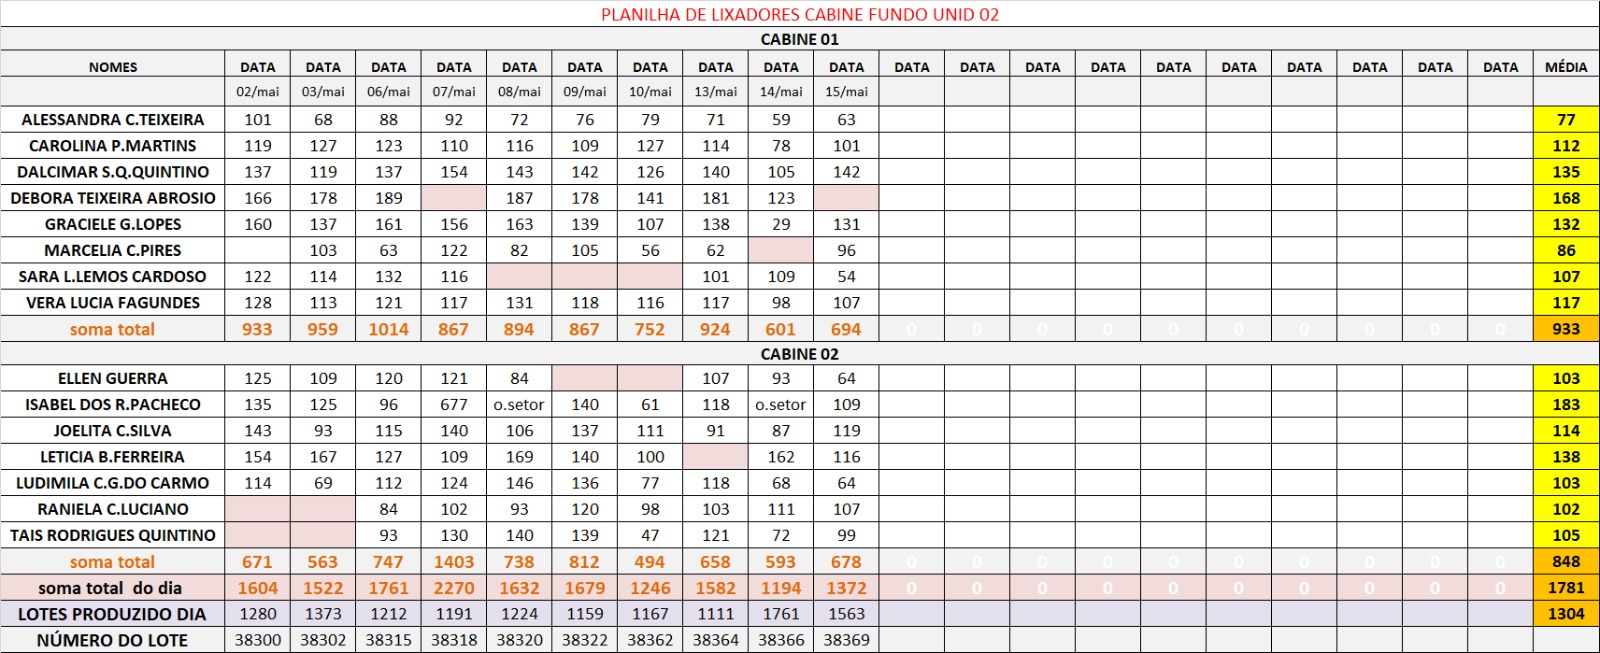 PLANILHA DE LIXADORES CABINE FUNDO UNID 02
CABINE 01
NOMES DATA DATA DATA DATA DATA DATA DATA DATA DATA DATA DATA DATA DATA DATA DATA DATA DATA DATA DATA DATA MÉDIA
02/mai 03/mai 06/mai 07/mai 08/mai 09/mai 10/mai 13/mai 14/mai 15/mai
ALESSANDRA C.TEIXEIRA 101 68 88 92 72 76 79 71 59 63 77
CAROLINA P.MARTINS 119 127 123 110 116 109 127 114 78 101 112
DALCIMAR S.Q.QUINTINO 137 119 137 154 143 142 126 140 105 142 135
DEBORA TEIXEIRA ABROSIO 166 178 189 187 178 141 181 123 168
GRACIELE G.LOPES 160 137 161 156 163 139 107 138 29 131 132
MARCELIA C.PIRES 103 63 122 82 105 56 62 96 86
SARA L.LEMOS CARDOSO 122 114 132 116 101 109 54 107
VERA LUCIA FAGUNDES 128 113 121 117 131 118 116 117 98 107 117
soma total 933 959 1014 867 894 867 752 924 601 694 0 0 0 0 0 0 0 0 0 0 933
CABINE 02
ELLEN GUERRA 125 109 120 121 84 107 93 64 103
ISABEL DOS R.PACHECO 135 125 96 677 o.setor 140 61 118 o.setor 109 183
JOELITA C.SILVA 143 93 115 140 106 137 111 91 87 119 114
LETICIA B.FERREIRA 154 167 127 109 169 140 100 162 116 138
LUDIMILA C.G.DO CARMO 114 69 112 124 146 136 77 118 68 64 103
RANIELA C.LUCIANO 84 102 93 120 98 103 111 107 102
TAIS RODRIGUES QUINTINO 93 130 140 139 47 121 72 99 105
soma total 671 563 747 1403 738 812 494 658 593 678 0 0 0 0 0 0 0 0 0 0 848
soma total do dia 1604 1522 1761 2270 1632 1679 1246 1582 1194 1372 0 0 0 0 0 0 0 0 0 0 1781
LOTES PRODUZIDO DIA 1280 1373 1212 1191 1224 1159 1167 1111 1761 1563 1304
NÚMERO DO LOTE 38300 38302 38315 38318 38320 38322 38362 38364 38366 38369